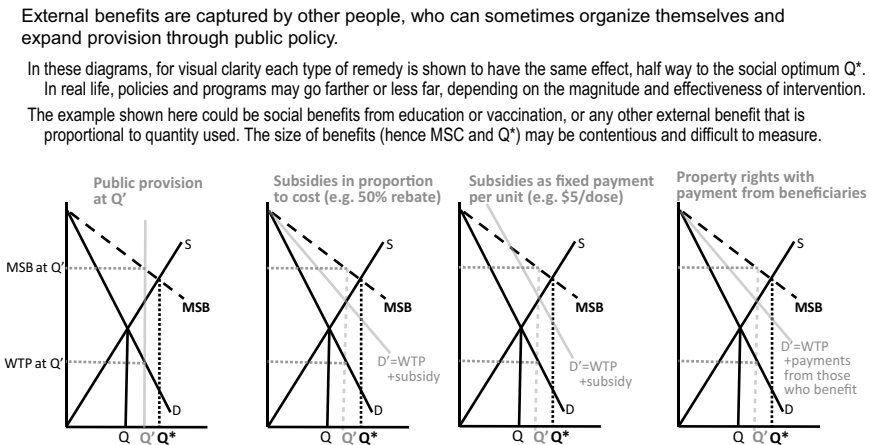 External benefits are captured by other people, who can sometimes organize themselves and
expand provision through public policy.
In these diagrams, for visual clarity each type of remedy is shown to have the same effect, half way to the social optimum Q*.
In real life, policies and programs may go farther or less far, depending on the magnitude and effectiveness of intervention.
The example shown here could be social benefits from education or vaccination, or any other external benefit that is
proportional to quantity used. The size of benefits (hence MSC and Q*) may be contentious and difficult to measure.
Public provision
at Q'
S
MSB at Q'
MSB
WTP at Q'
D
Q Q' Q*
Subsidies in proportion
to cost (e.g. 50% rebate)
S
MSB
D'=WTP
+subsidy
D
Q Q' Q*
Subsidies as fixed payment
per unit (e.g. $5/dose)
S
MSB
D'=WTP
+subsidy
D
Q Q' Q*
Property rights with
payment from beneficiaries
S
MSB
D'=WTP
+payments
from those
who benefit
D
Q Q' Q*